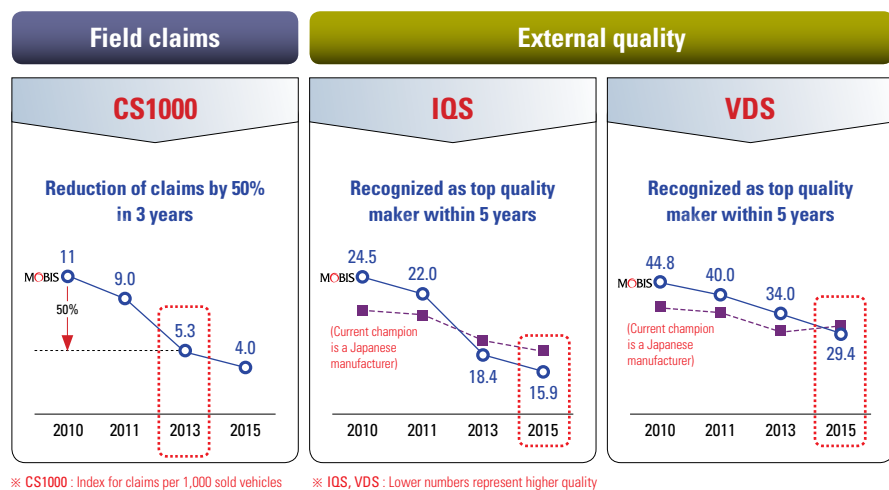 Field claims
External quality
CS1000
Reduction of claims by 50%
in 3 years
MOBIS
11
9.0
5.3
4.0
50%
2010 2011 2013 2015
IQS
Recognized as top quality
maker within 5 years
MOBIS
24.5
22.0
18.4
15.9
(Current champion
is a Japanese
manufacturer)
2010 2011 2013 2015
VDS
Recognized as top quality
maker within 5 years
MOBIS
44.8
40.0
34.0
29.4
(Current champion
is a Japanese
manufacturer)
2010 2011 2013 2015
※ CS1000 : Index for claims per 1,000 sold vehicles
※ IQS, VDS : Lower numbers represent higher quality